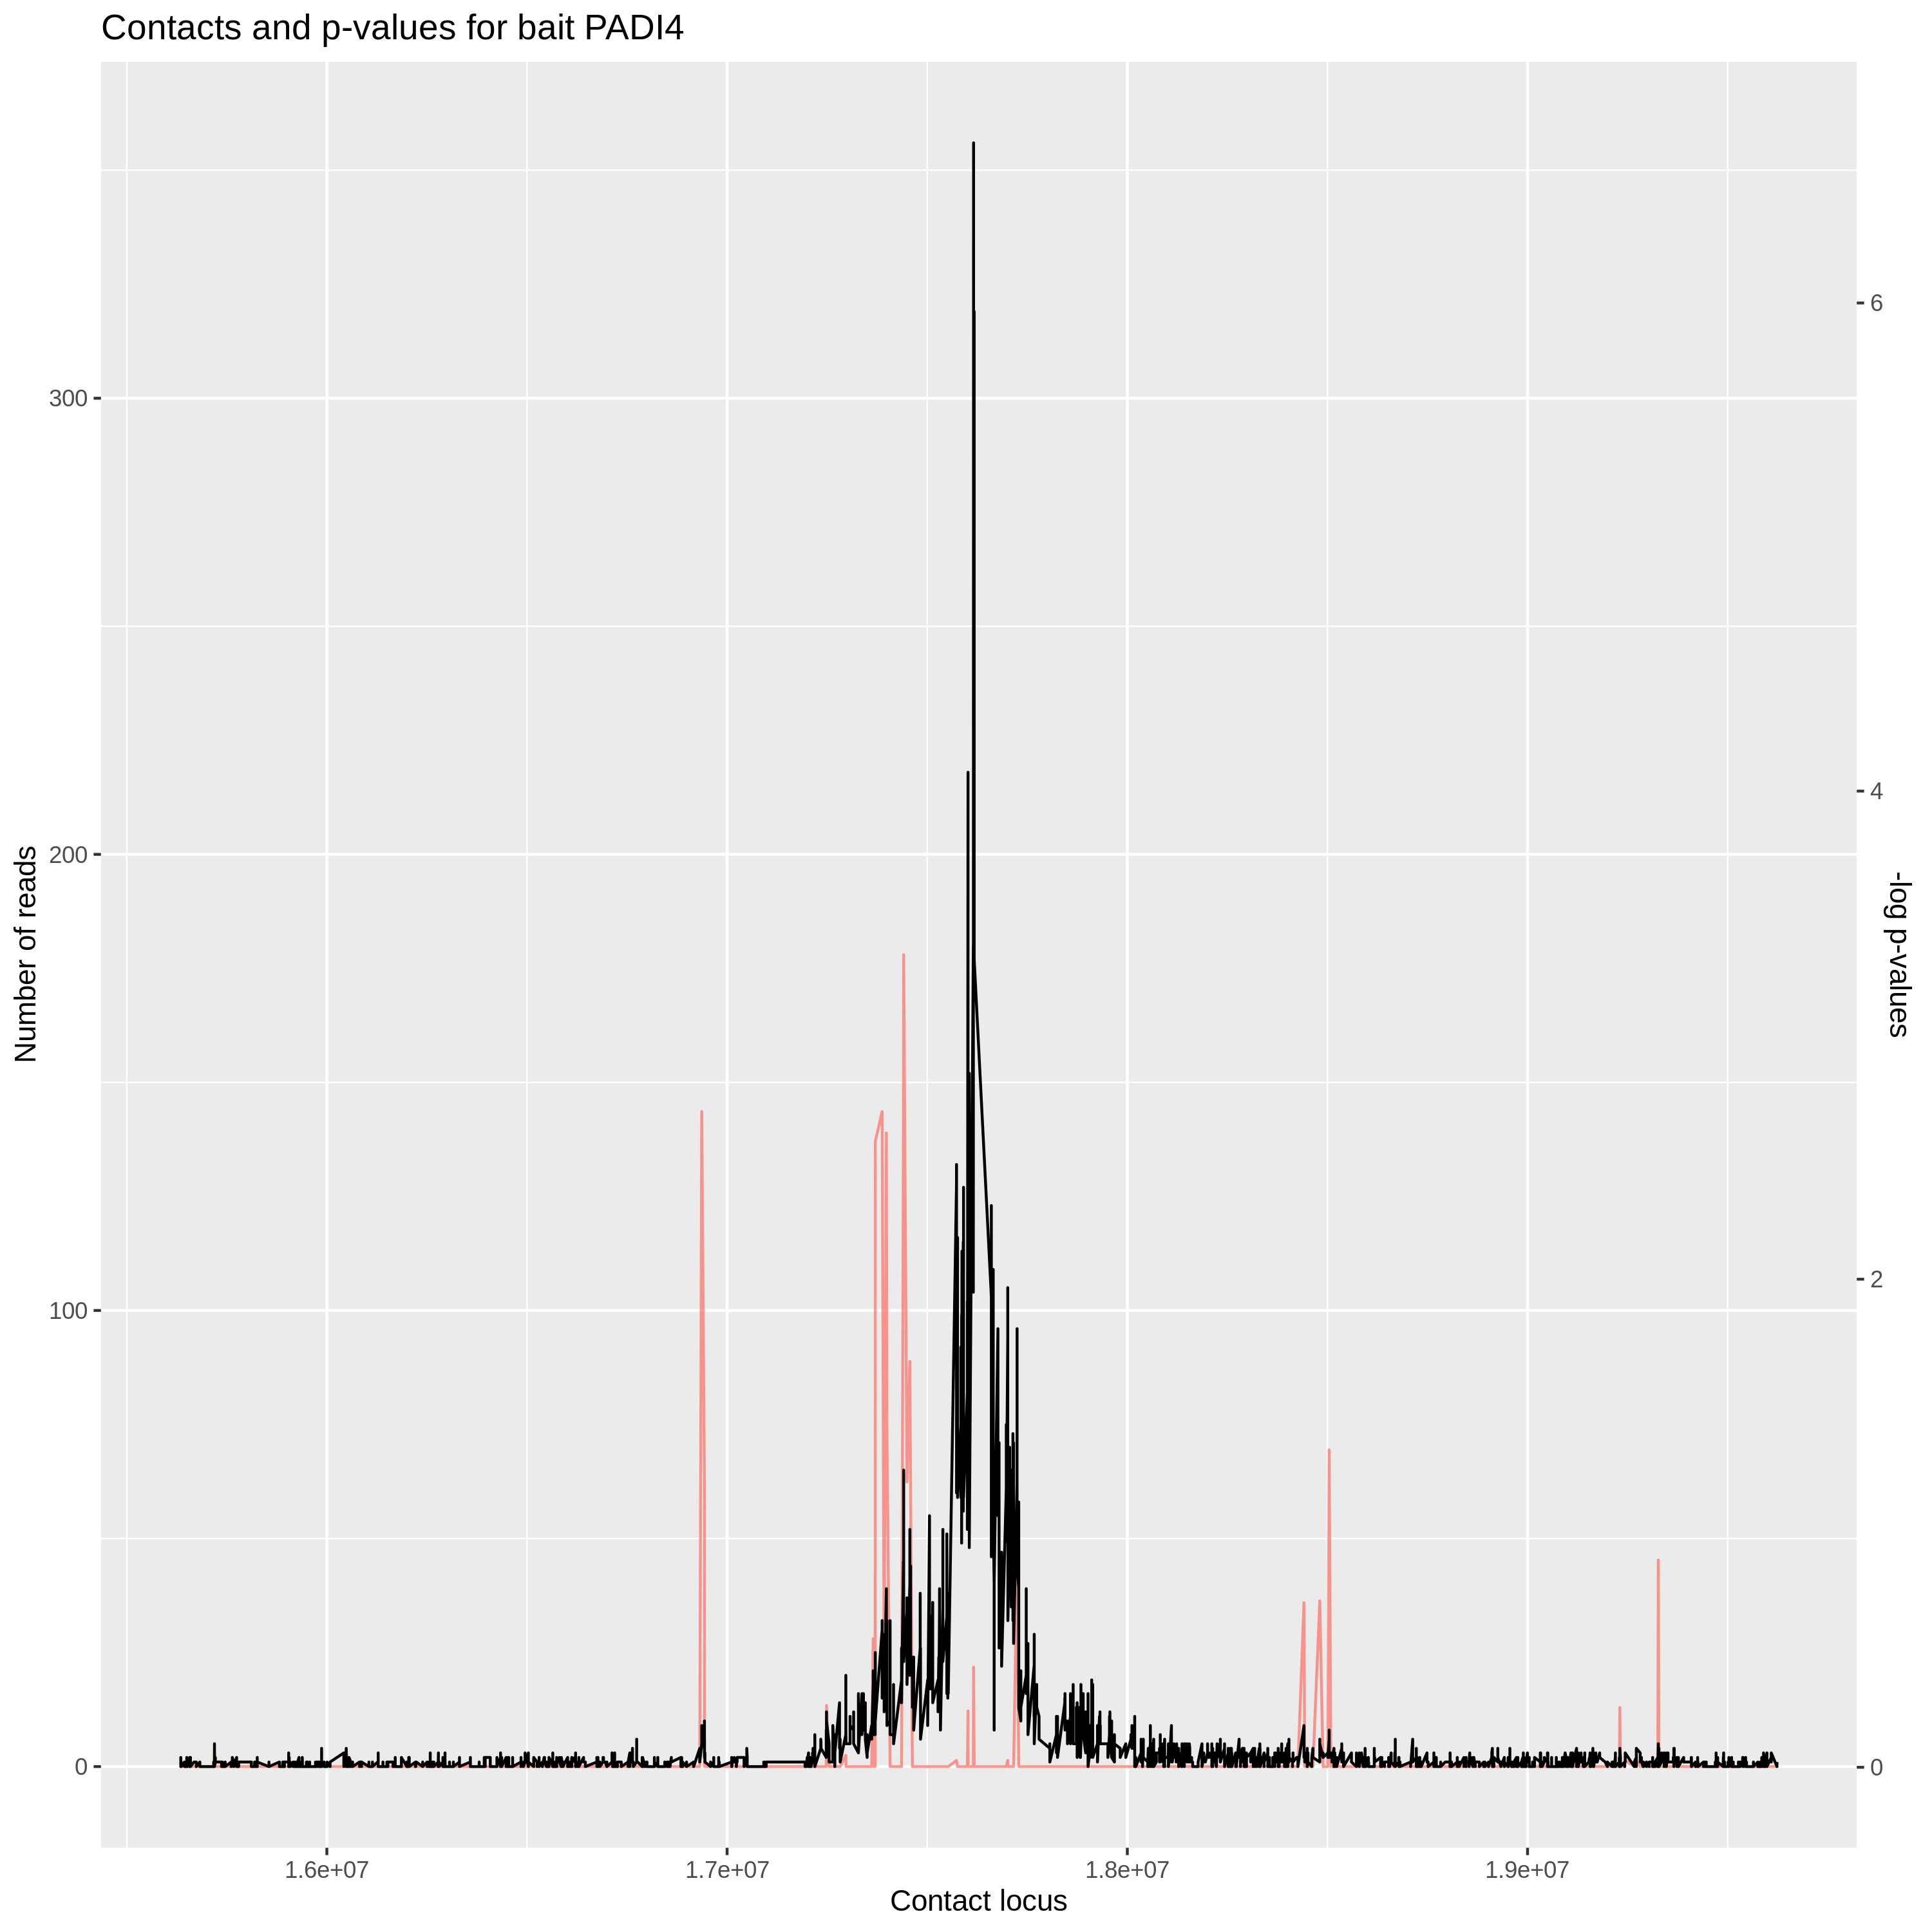 Contacts and p-values for bait PADI4
300
200
100
0
Number of reads
6
4
2
0
-log p-values
1.6e+07
1.7e+07
1.8e+07
1.9e+07
Contact locus